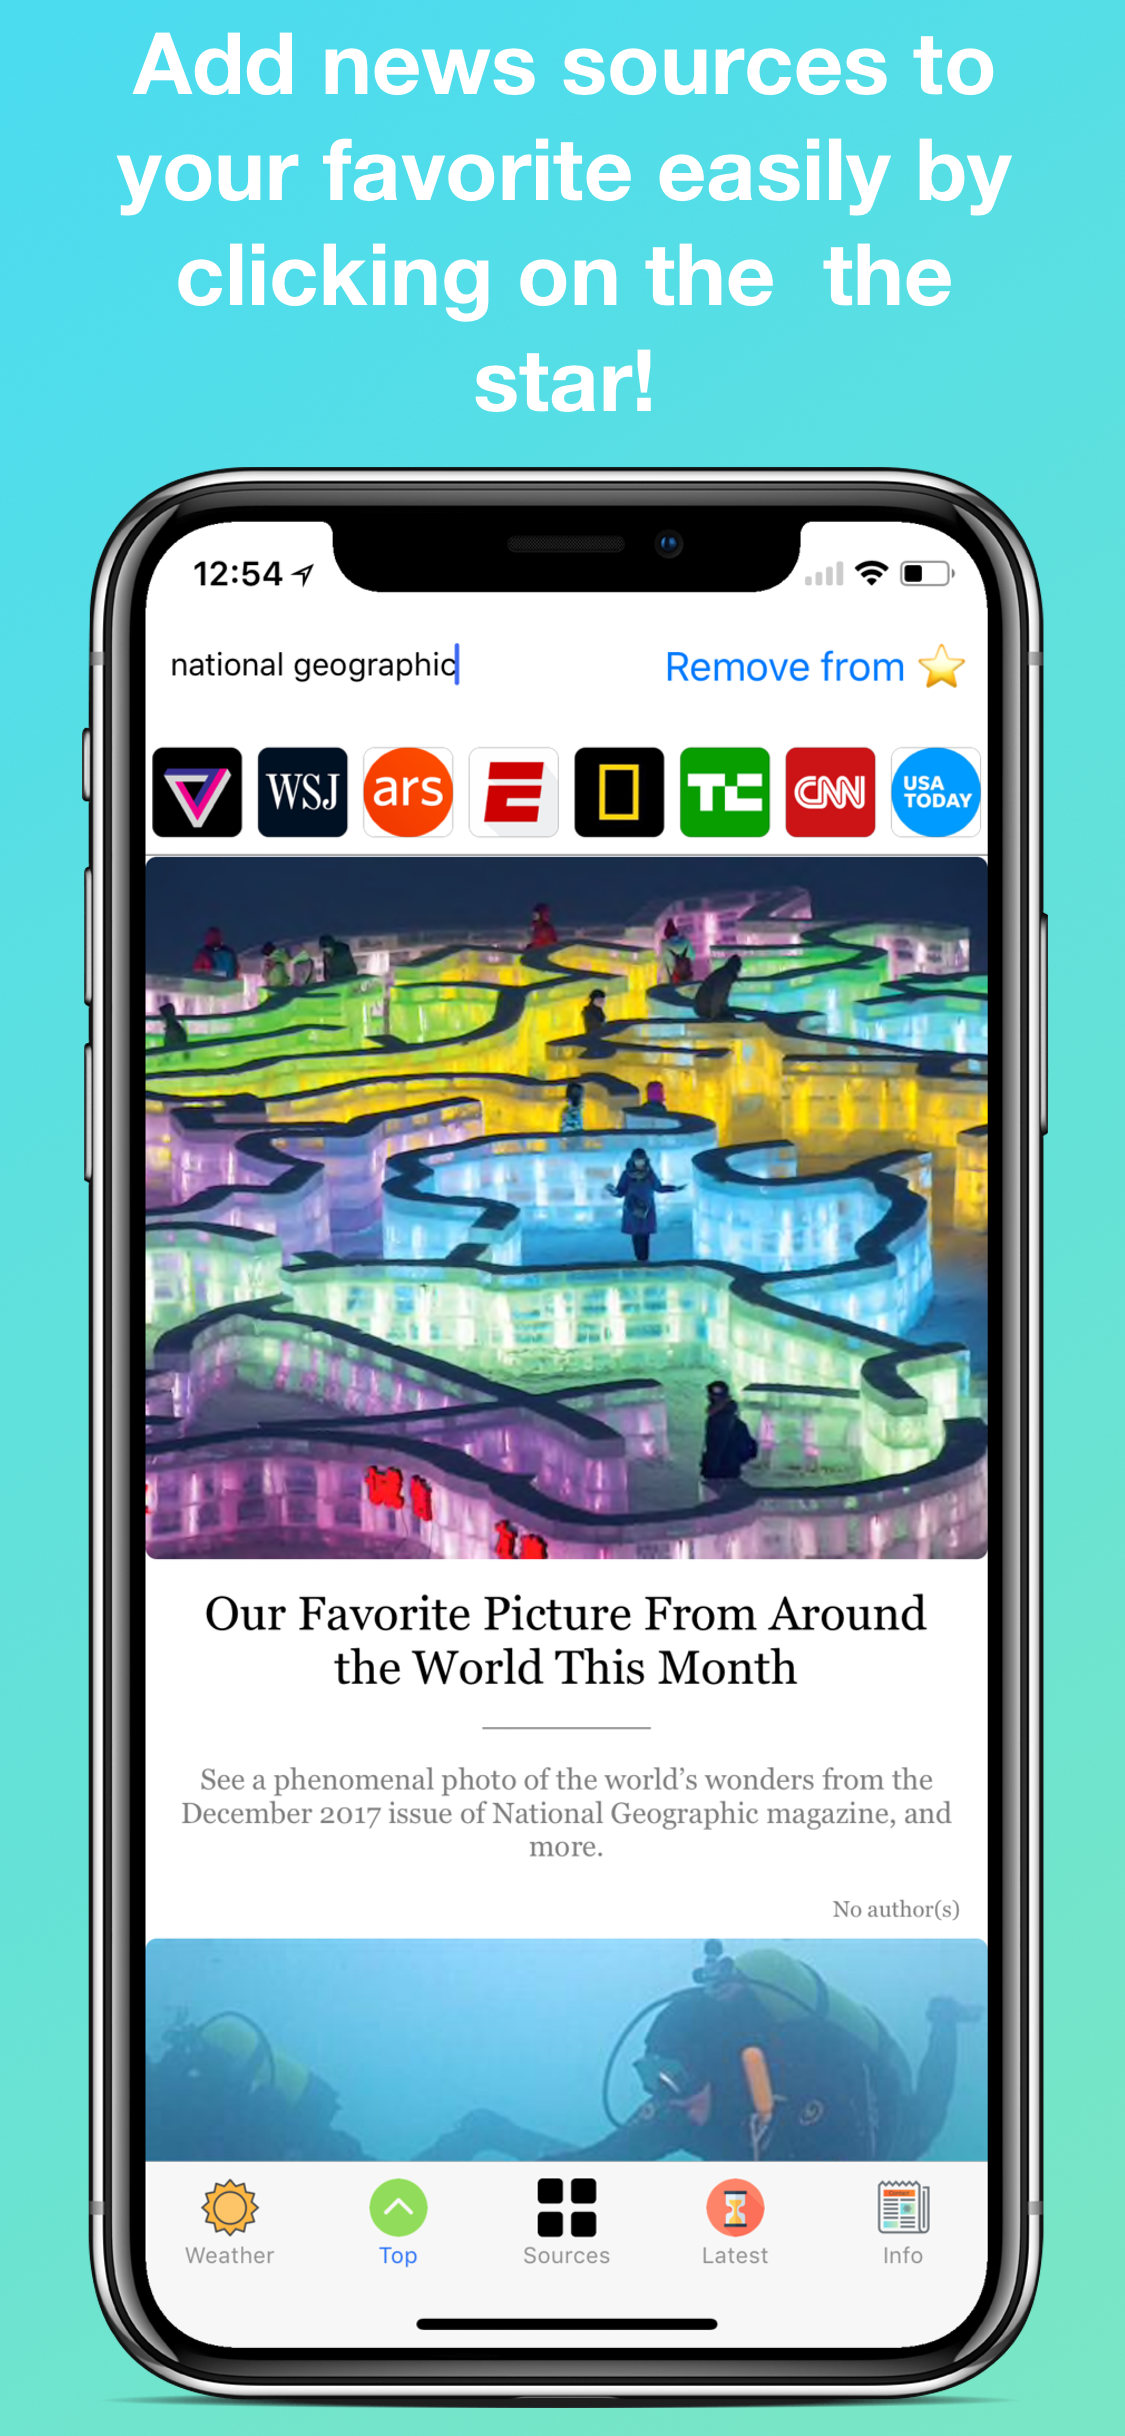 Add news sources to
your favorite easily by
clicking on the  the
star!
12:54
national geographic
Remove from
WSJ
ars
E
TC
CNN
USA
TODAY
Our Favorite Picture From Around
the World This Month
See a phenomenal photo of the world’s wonders from the
December 2017 issue of National Geographic magazine, and
more.
No author(s)
Weather
Top
Sources
Latest
Info